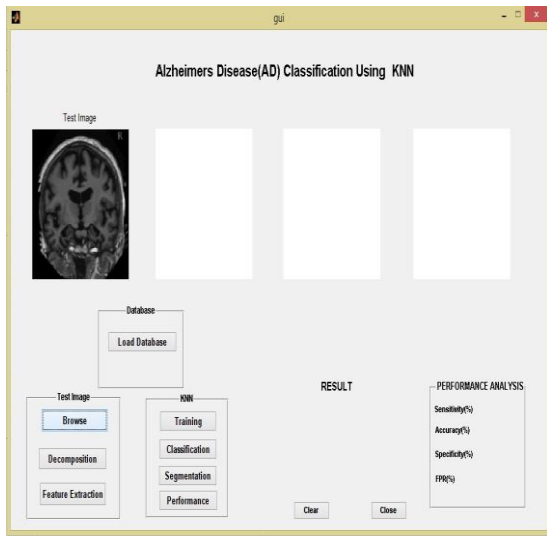 gui
Alzheimers Disease(AD) Classification Using KNN
Test Image
R
Database
Load Database
Test Image
Browse
Decomposition
Feature Extraction
KNN
Training
Classification
Segmentation
Performance
RESULT
Clear
Close
PERFORMANCE ANALYSIS
Sensitivity(%)
Accuracy(%)
Specificity(%)
FPR(%)